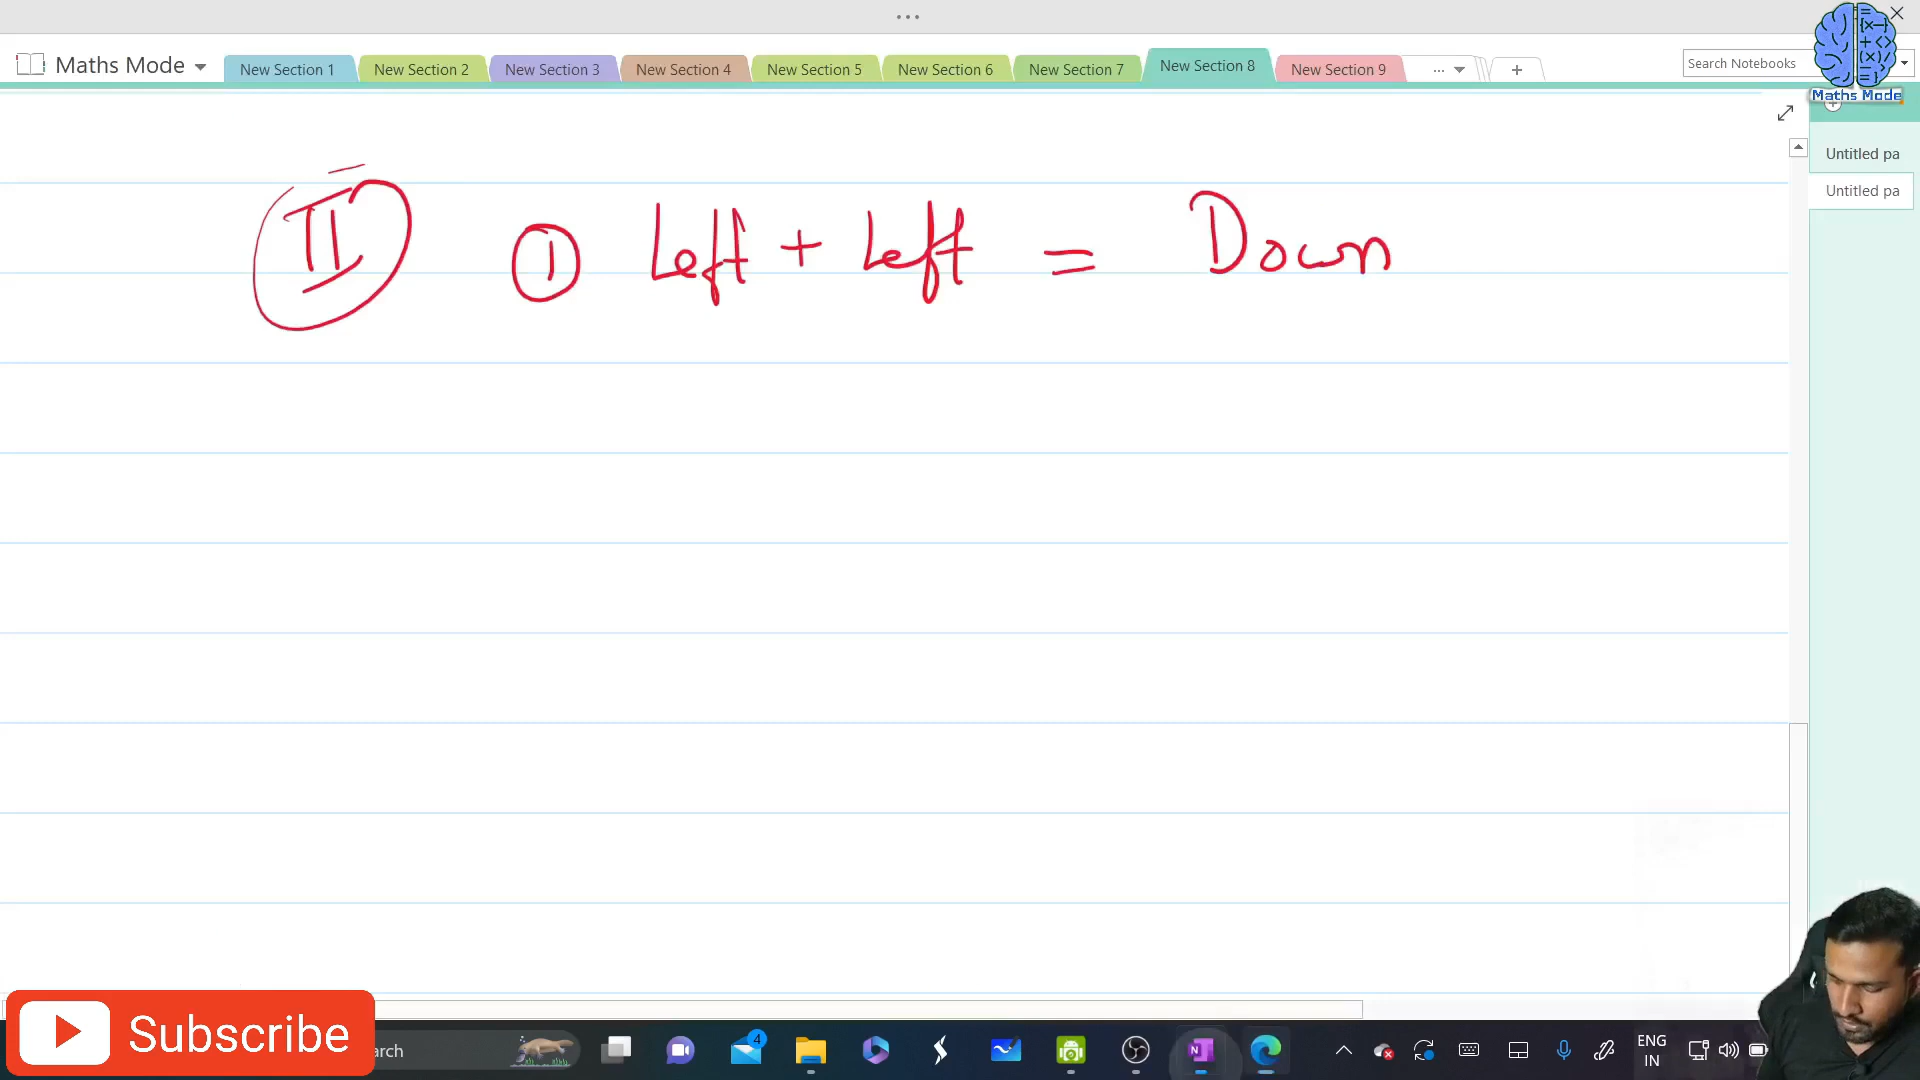 Maths Mode
New Section 1
New Section 2
New Section 3
New Section 4
New Section 5
New Section 6
New Section 7
New Section 8
New Section 9
...
+
Search Notebooks
Maths Mode
Untitled pa
Untitled pa
II ① Left + Left = Down
Subscribe
arch
4
ENG
IN